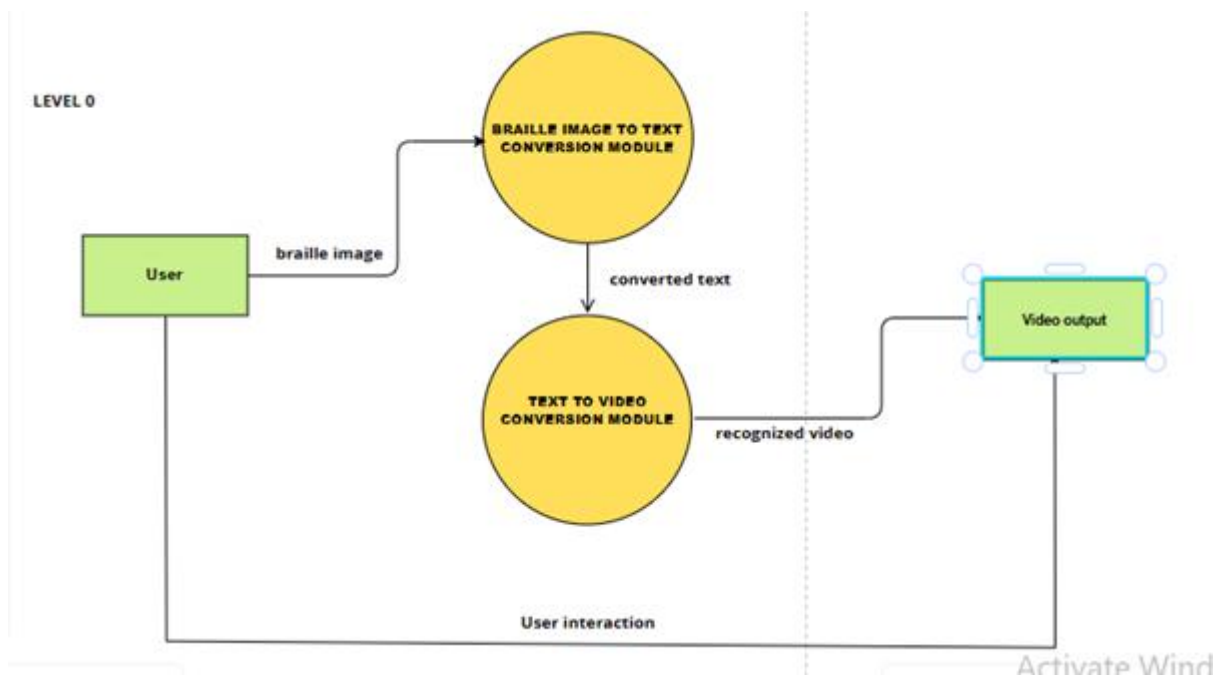 LEVEL 0
BRAILLE IMAGE TO TEXT
CONVERSION MODULE
User
braille image
converted text
Video output
TEXT TO VIDEO
CONVERSION MODULE
recognized video
User interaction
Activate Wind